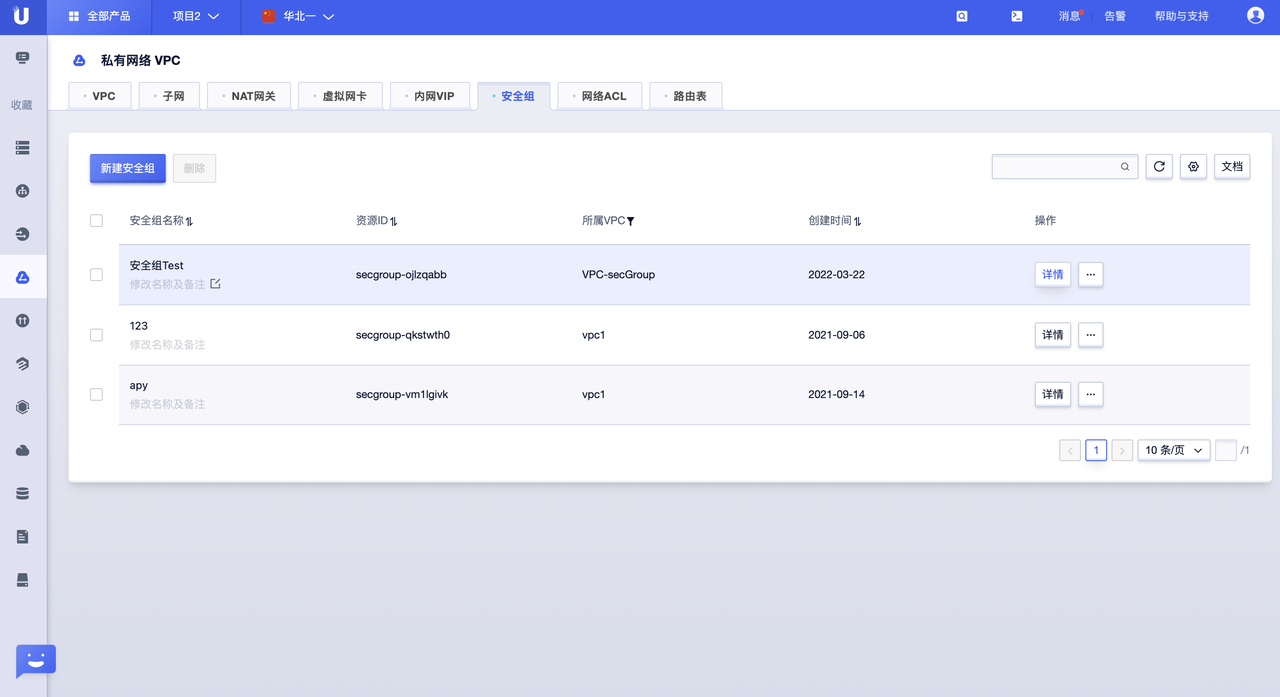 全部产品 项目2 华北一 消息 告警 帮助与支持
私有网络 VPC
收藏
VPC 子网 NAT网关 虚拟网卡 内网VIP 安全组 网络ACL 路由表
新建安全组 删除 文档
安全组名称 资源ID 所属VPC 创建时间 操作
安全组Test
修改名称及备注
secgroup-ojlzqabb VPC-secGroup 2022-03-22 详情 ...
123
修改名称及备注
secgroup-qkstwth0 vpc1 2021-09-06 详情 ...
apy
修改名称及备注
secgroup-vm1lgivk vpc1 2021-09-14 详情 ...
1 10 条/页 /1